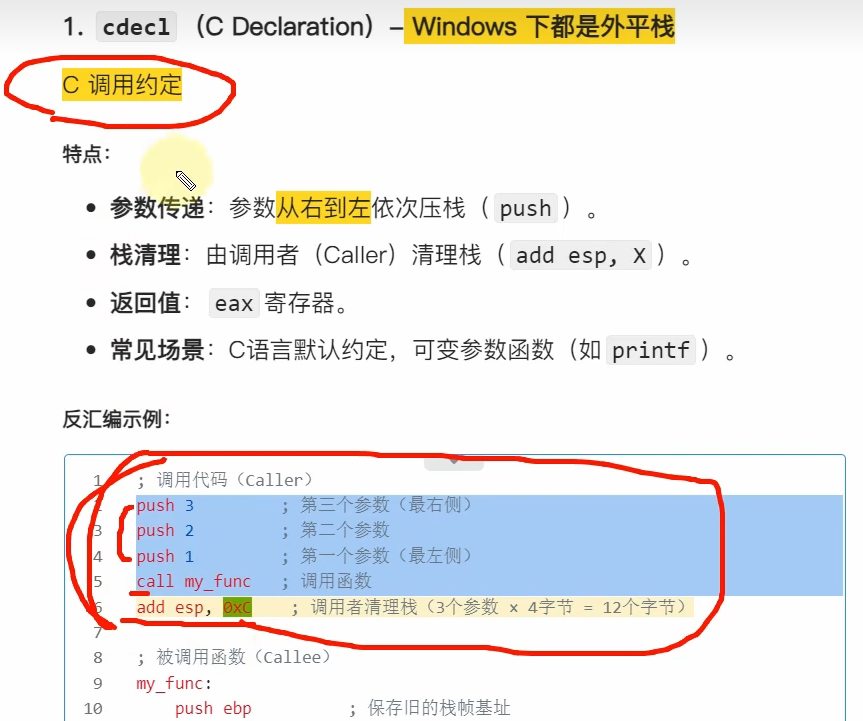 1. cdecl （C Declaration）– Windows 下都是外平栈
C 调用约定
特点：
• 参数传递：参数从右到左依次压栈（ push ）。
• 栈清理：由调用者（Caller）清理栈（ add esp, X ）。
• 返回值： eax 寄存器。
• 常见场景：C语言默认约定，可变参数函数（如 printf ）。
反汇编示例：
1 ; 调用代码（Caller）
2 push 3 ; 第三个参数（最右侧）
3 push 2 ; 第二个参数
4 push 1 ; 第一个参数（最左侧）
5 call my_func ; 调用函数
6 add esp, 0xC ; 调用者清理栈（3个参数 × 4字节 = 12个字节）
7
8 ; 被调用函数（Callee）
9 my_func:
10 push ebp ; 保存旧的栈帧基址